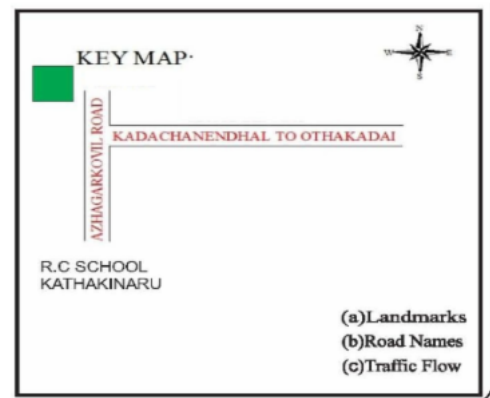 N
W E
S
KEY MAP·
AZHAGARKOVIL ROAD
KADACHANENDHAL TO OTHAKADAI
R.C SCHOOL
KATHAKINARU
(a)Landmarks
(b)Road Names
(c)Traffic Flow